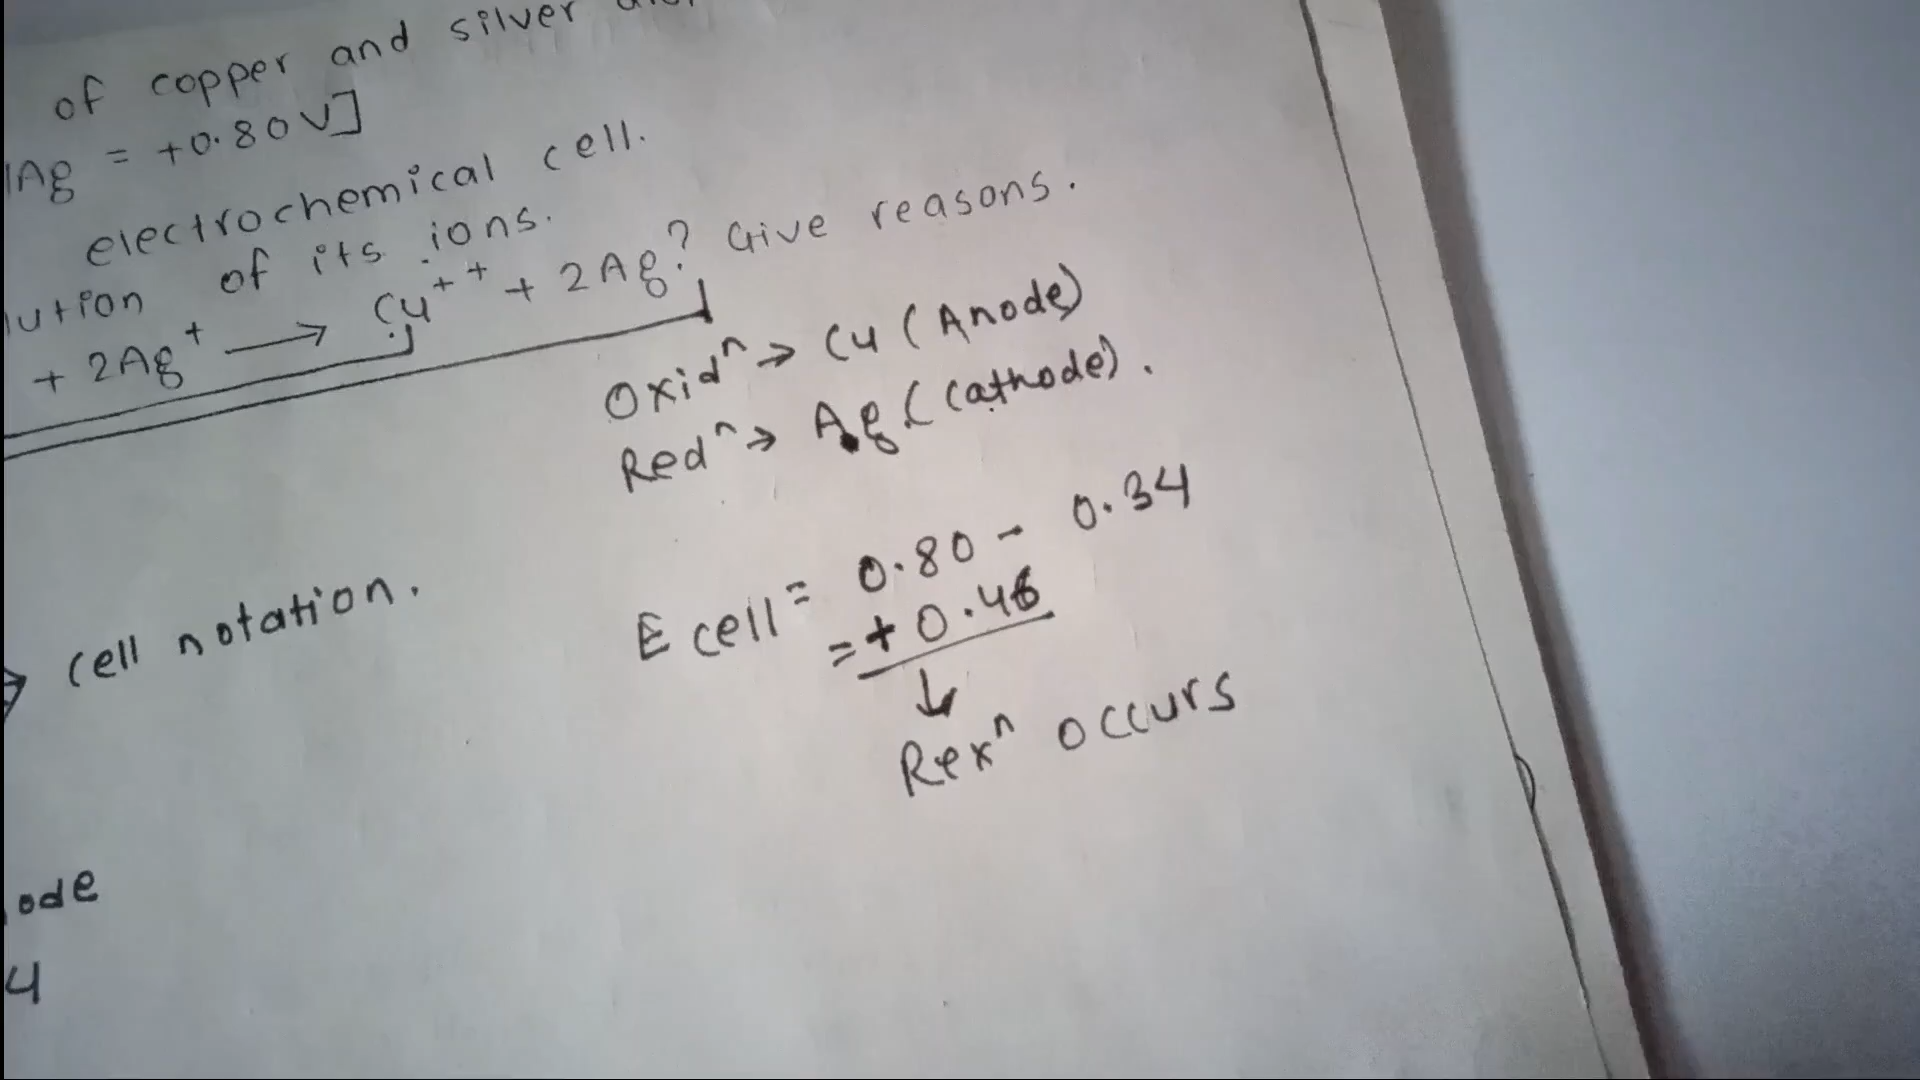 of copper and silver
Ag = +0.80V]
electrochemical cell.
lution of its ions.
+ 2Ag⁺ → Cu⁺⁺ + 2Ag? Give reasons.
Oxidⁿ → Cu (Anode)
Redⁿ → Ag (Cathode).
→ cell notation.
E cell = 0.80 - 0.34
= + 0.46
↓
Rexⁿ occurs
ode
4